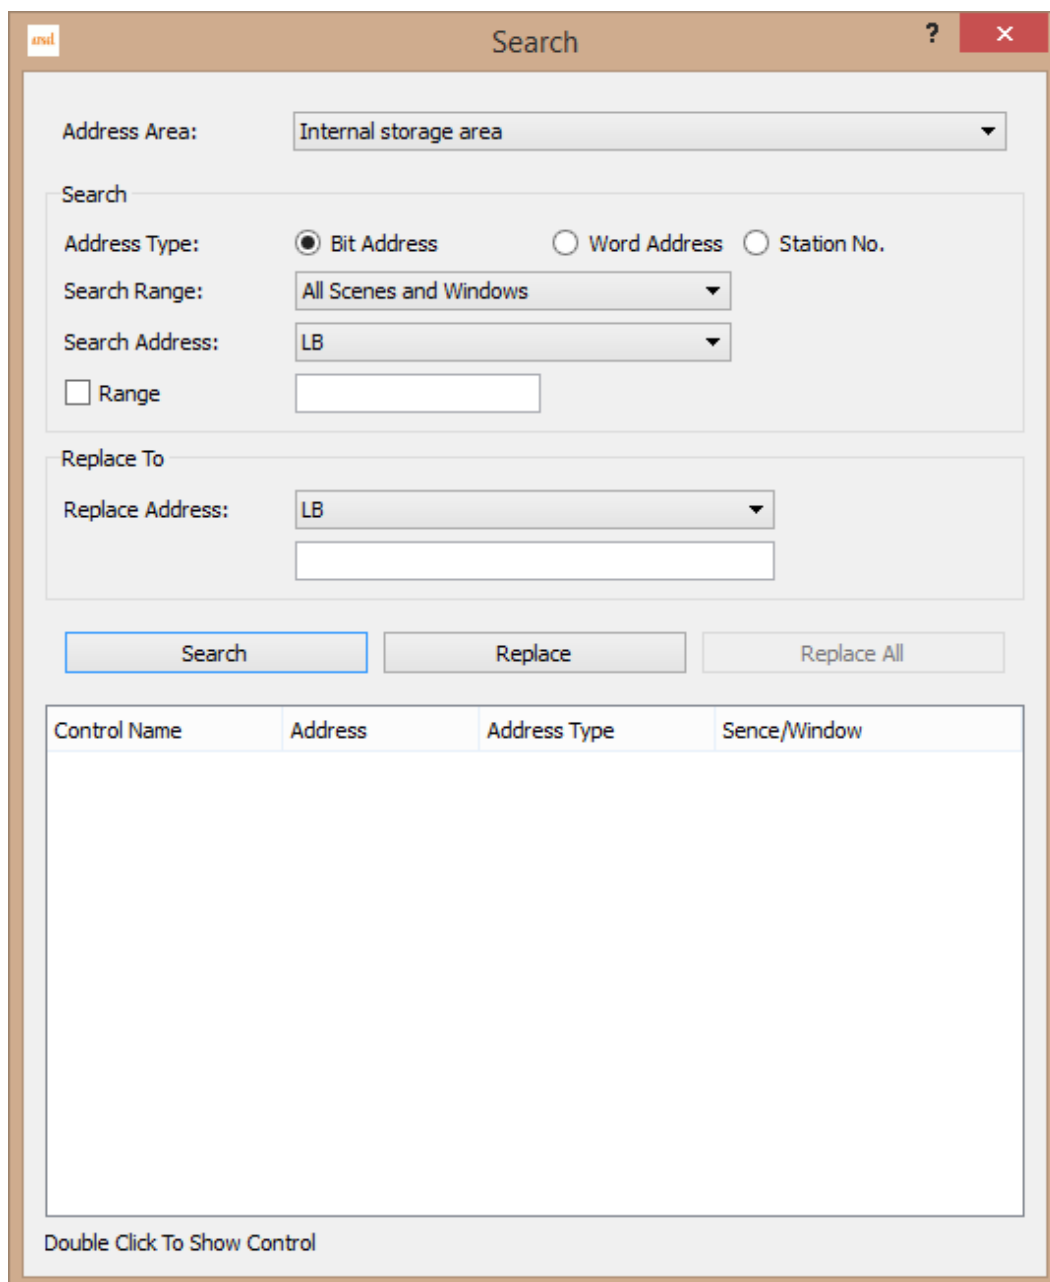 Search ?
Address Area: Internal storage area
Search
Address Type: Bit Address Word Address Station No.
Search Range: All Scenes and Windows
Search Address: LB
Range
Replace To
Replace Address: LB
Search Replace Replace All
Control Name Address Address Type Sence/Window
Double Click To Show Control